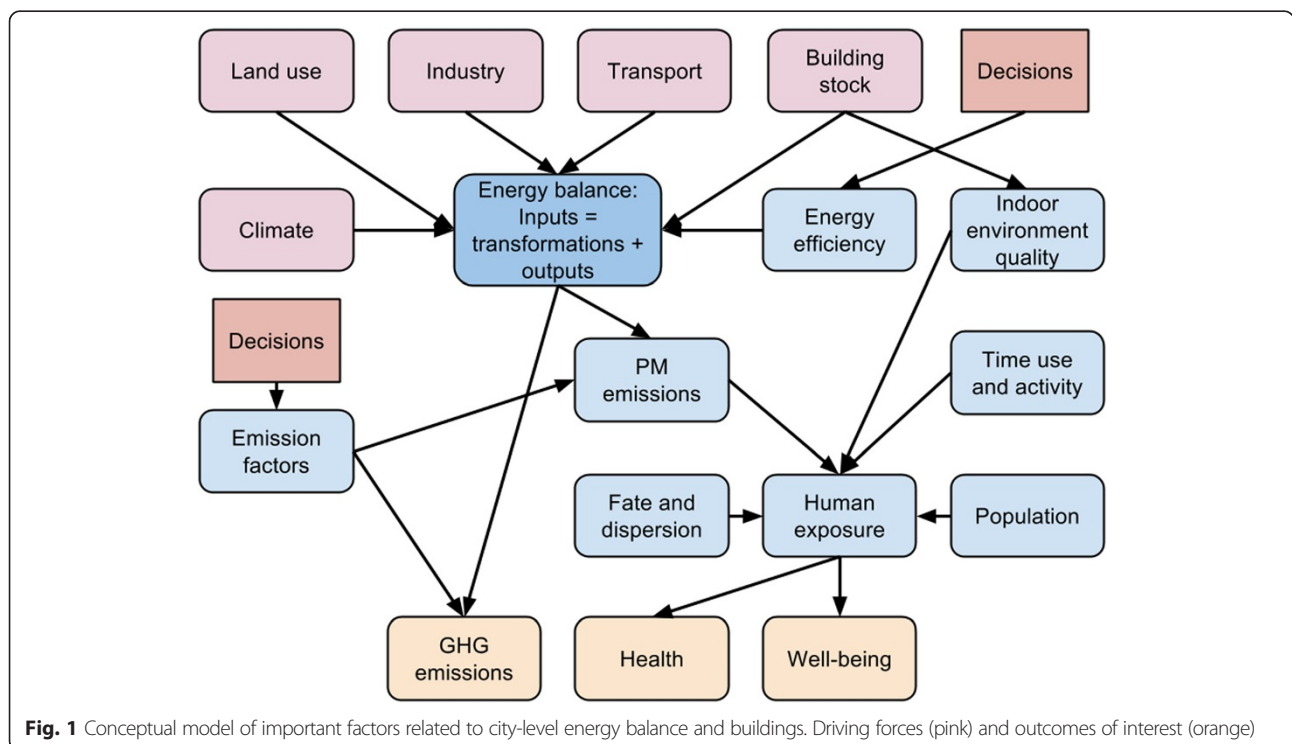 Land use
Industry
Transport
Building
stock
Decisions
Climate
Energy balance:
Inputs =
transformations +
outputs
Energy
efficiency
Indoor
environment
quality
Decisions
PM
emissions
Time use
and activity
Emission
factors
Fate and
dispersion
Human
exposure
Population
GHG
emissions
Health
Well-being
Fig. 1 Conceptual model of important factors related to city-level energy balance and buildings. Driving forces (pink) and outcomes of interest (orange)